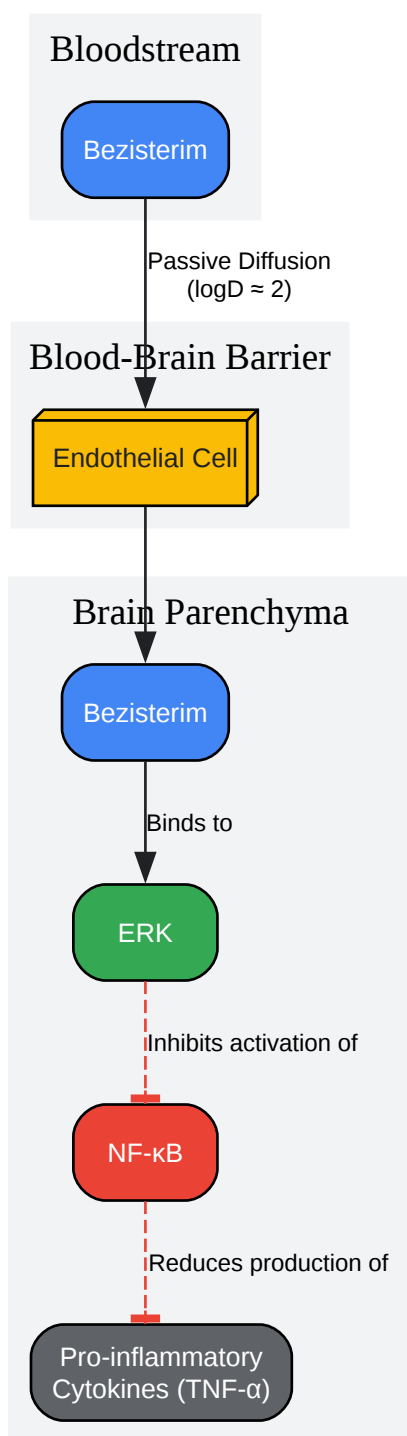 Bloodstream
Bezisterim
Passive Diffusion
(logD ≈ 2)
Blood-Brain Barrier
Endothelial Cell
Brain Parenchyma
Bezisterim
Binds to
ERK
Inhibits activation of
NF-κB
Reduces production of
Pro-inflammatory
Cytokines (TNF-α)